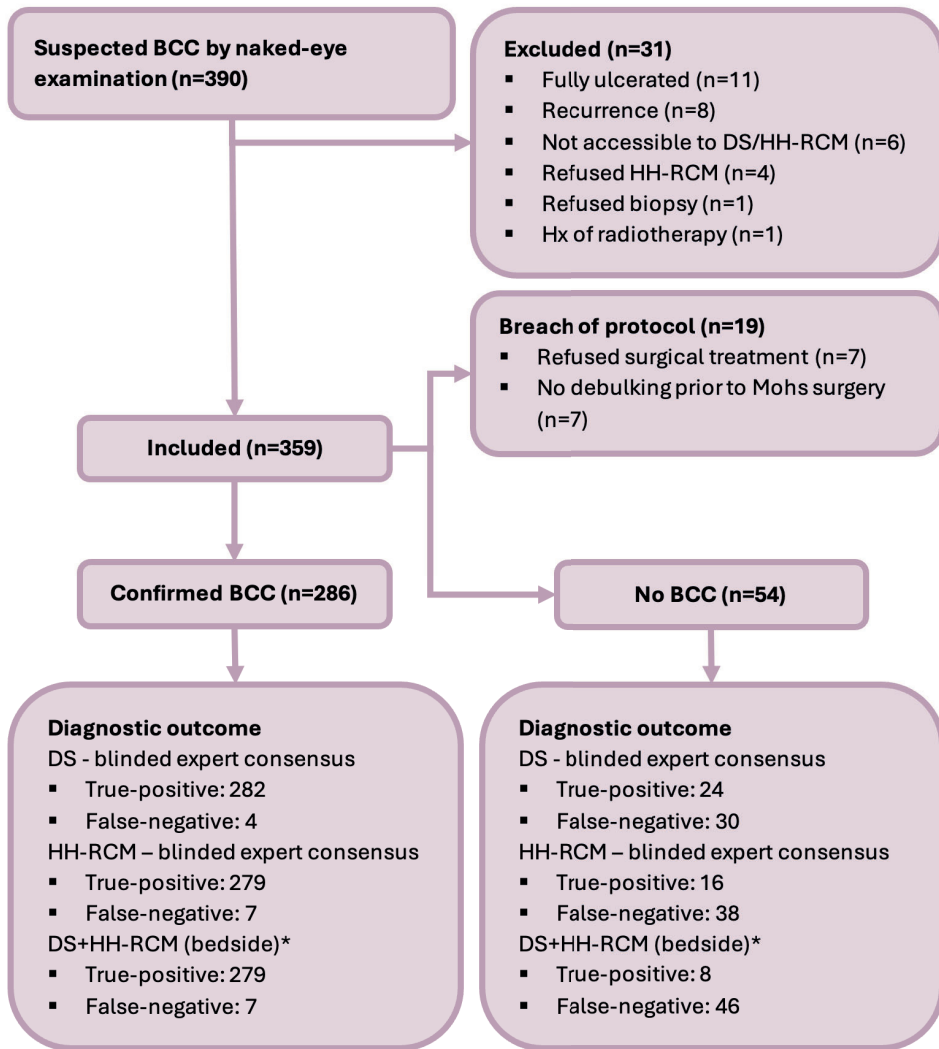 Suspected BCC by naked-eye
examination (n=390)
Excluded (n=31)
▪ Fully ulcerated (n=11)
▪ Recurrence (n=8)
▪ Not accessible to DS/HH-RCM (n=6)
▪ Refused HH-RCM (n=4)
▪ Refused biopsy (n=1)
▪ Hx of radiotherapy (n=1)
Breach of protocol (n=19)
▪ Refused surgical treatment (n=7)
▪ No debulking prior to Mohs surgery
(n=7)
Included (n=359)
Confirmed BCC (n=286)
No BCC (n=54)
Diagnostic outcome
DS - blinded expert consensus
▪ True-positive: 282
▪ False-negative: 4
HH-RCM – blinded expert consensus
▪ True-positive: 279
▪ False-negative: 7
DS+HH-RCM (bedside)*
▪ True-positive: 279
▪ False-negative: 7
Diagnostic outcome
DS - blinded expert consensus
▪ True-positive: 24
▪ False-negative: 30
HH-RCM – blinded expert consensus
▪ True-positive: 16
▪ False-negative: 38
DS+HH-RCM (bedside)*
▪ True-positive: 8
▪ False-negative: 46